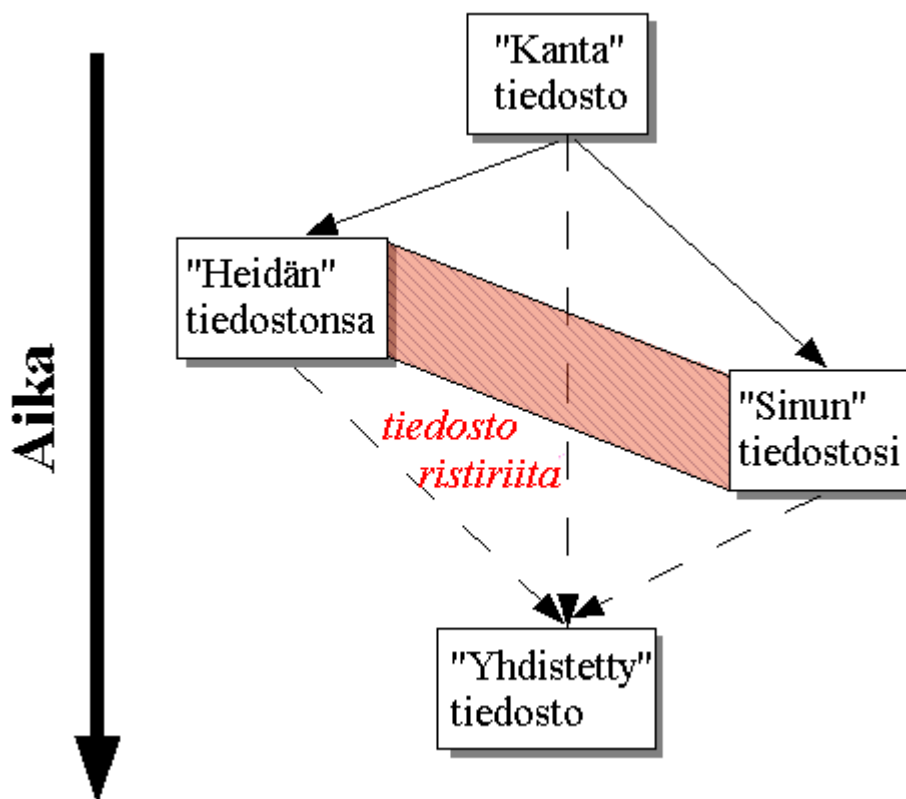 "Kanta"
tiedosto
"Heidän"
tiedostonsa
Aika
"Sinun"
tiedostosi
tiedosto
ristiriita
"Yhdistetty"
tiedosto